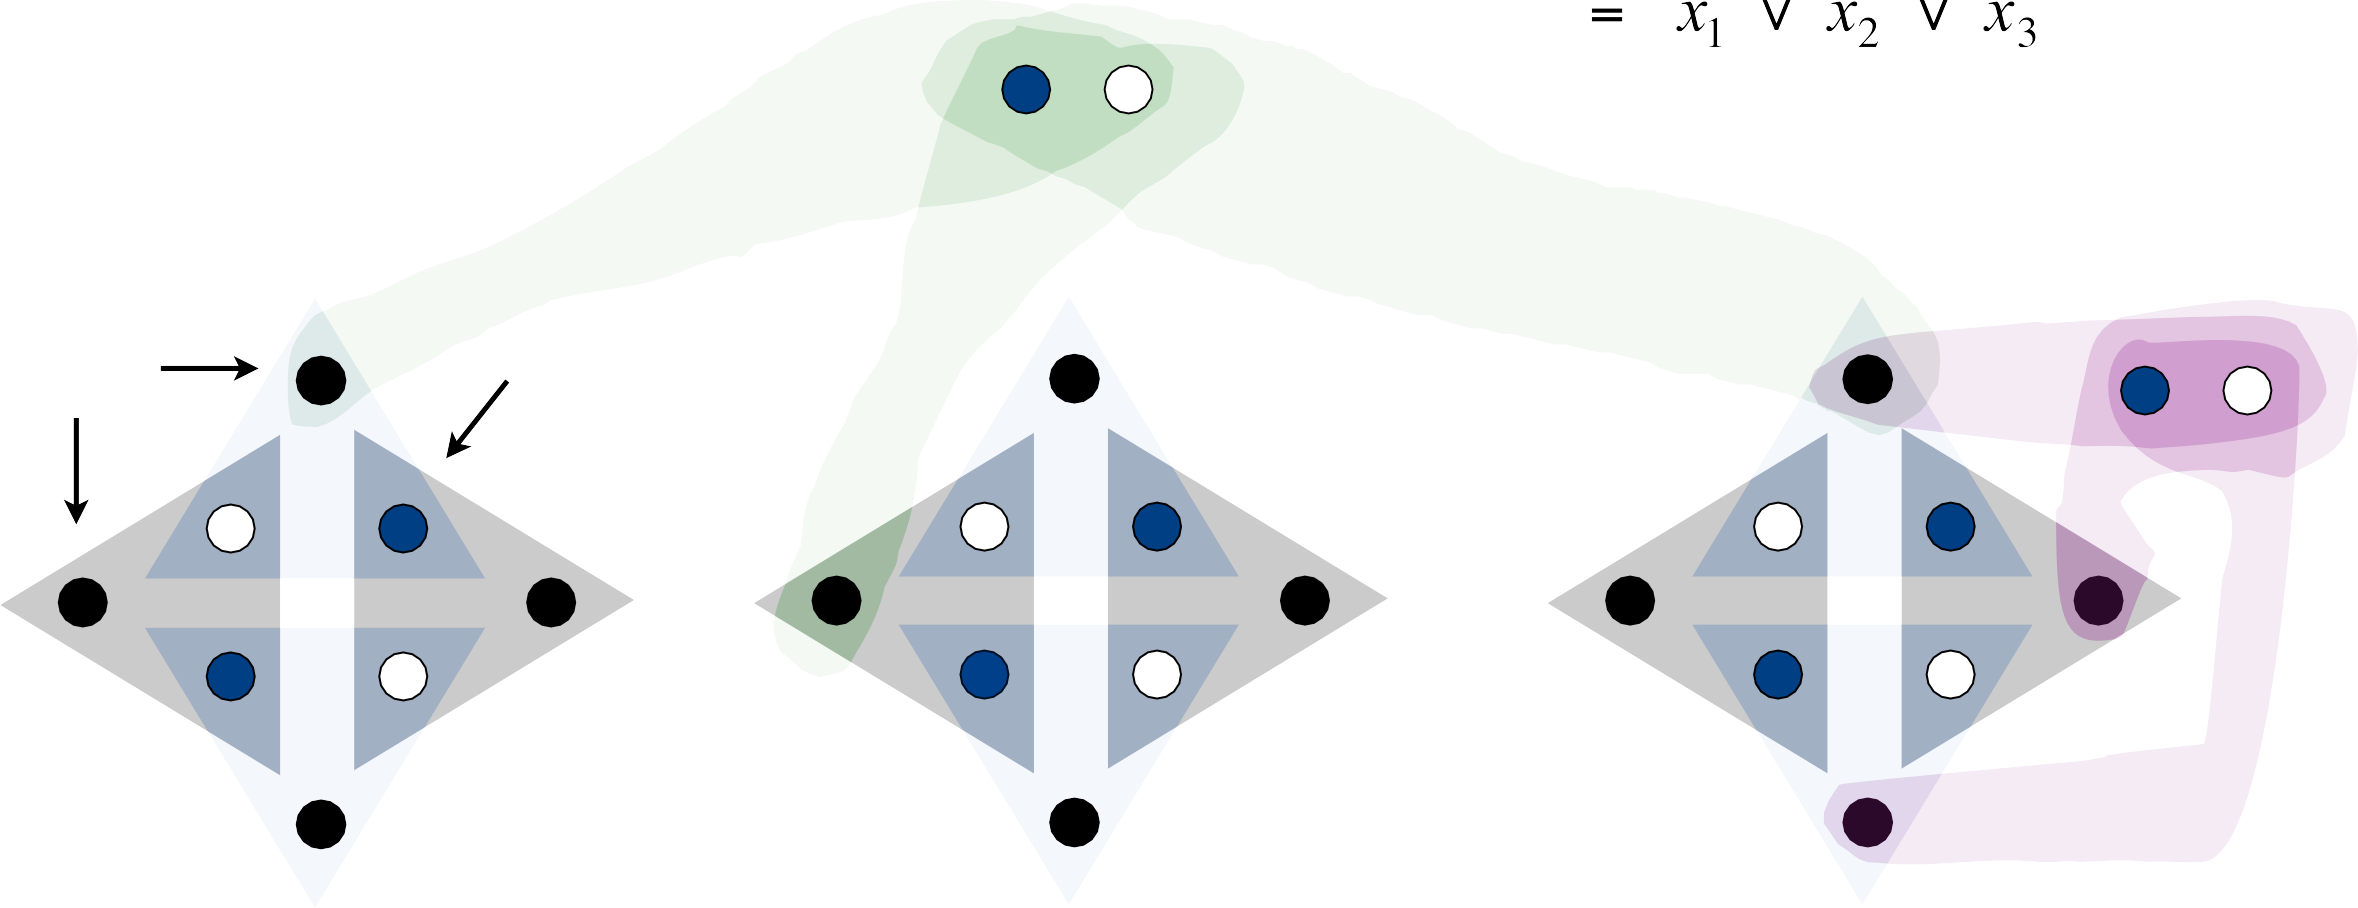 = x₁ ∨ x₂ ∨ x₃